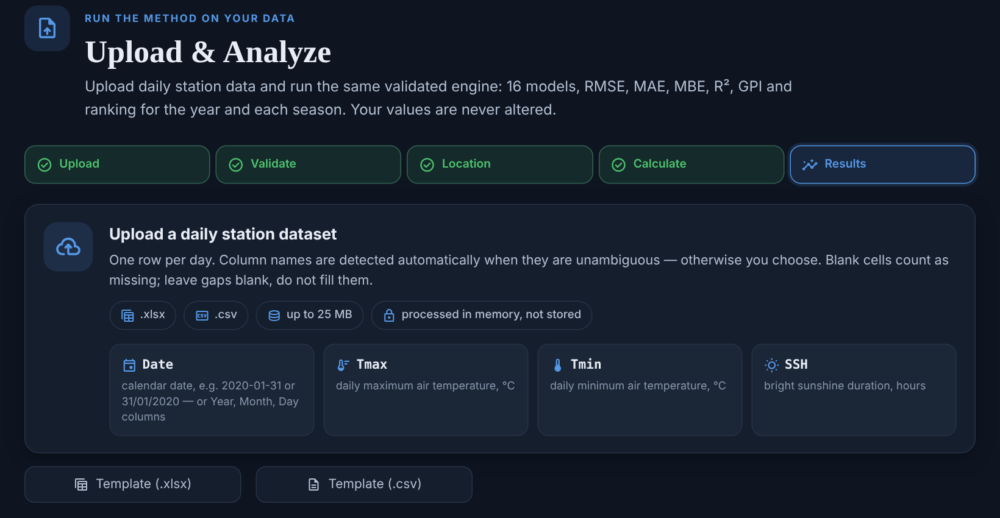 RUN THE METHOD ON YOUR DATA
Upload & Analyze
Upload daily station data and run the same validated engine: 16 models, RMSE, MAE, MBE, R², GPI and
ranking for the year and each season. Your values are never altered.
Upload
Validate
Location
Calculate
Results
Upload a daily station dataset
One row per day. Column names are detected automatically when they are unambiguous — otherwise you choose. Blank cells count as
missing; leave gaps blank, do not fill them.
.xlsx
CSV .csv
up to 25 MB
processed in memory, not stored
Date
calendar date, e.g. 2020-01-31 or
31/01/2020 — or Year, Month, Day
columns
Tmax
daily maximum air temperature, °C
Tmin
daily minimum air temperature, °C
SSH
bright sunshine duration, hours
Template (.xlsx)
Template (.csv)